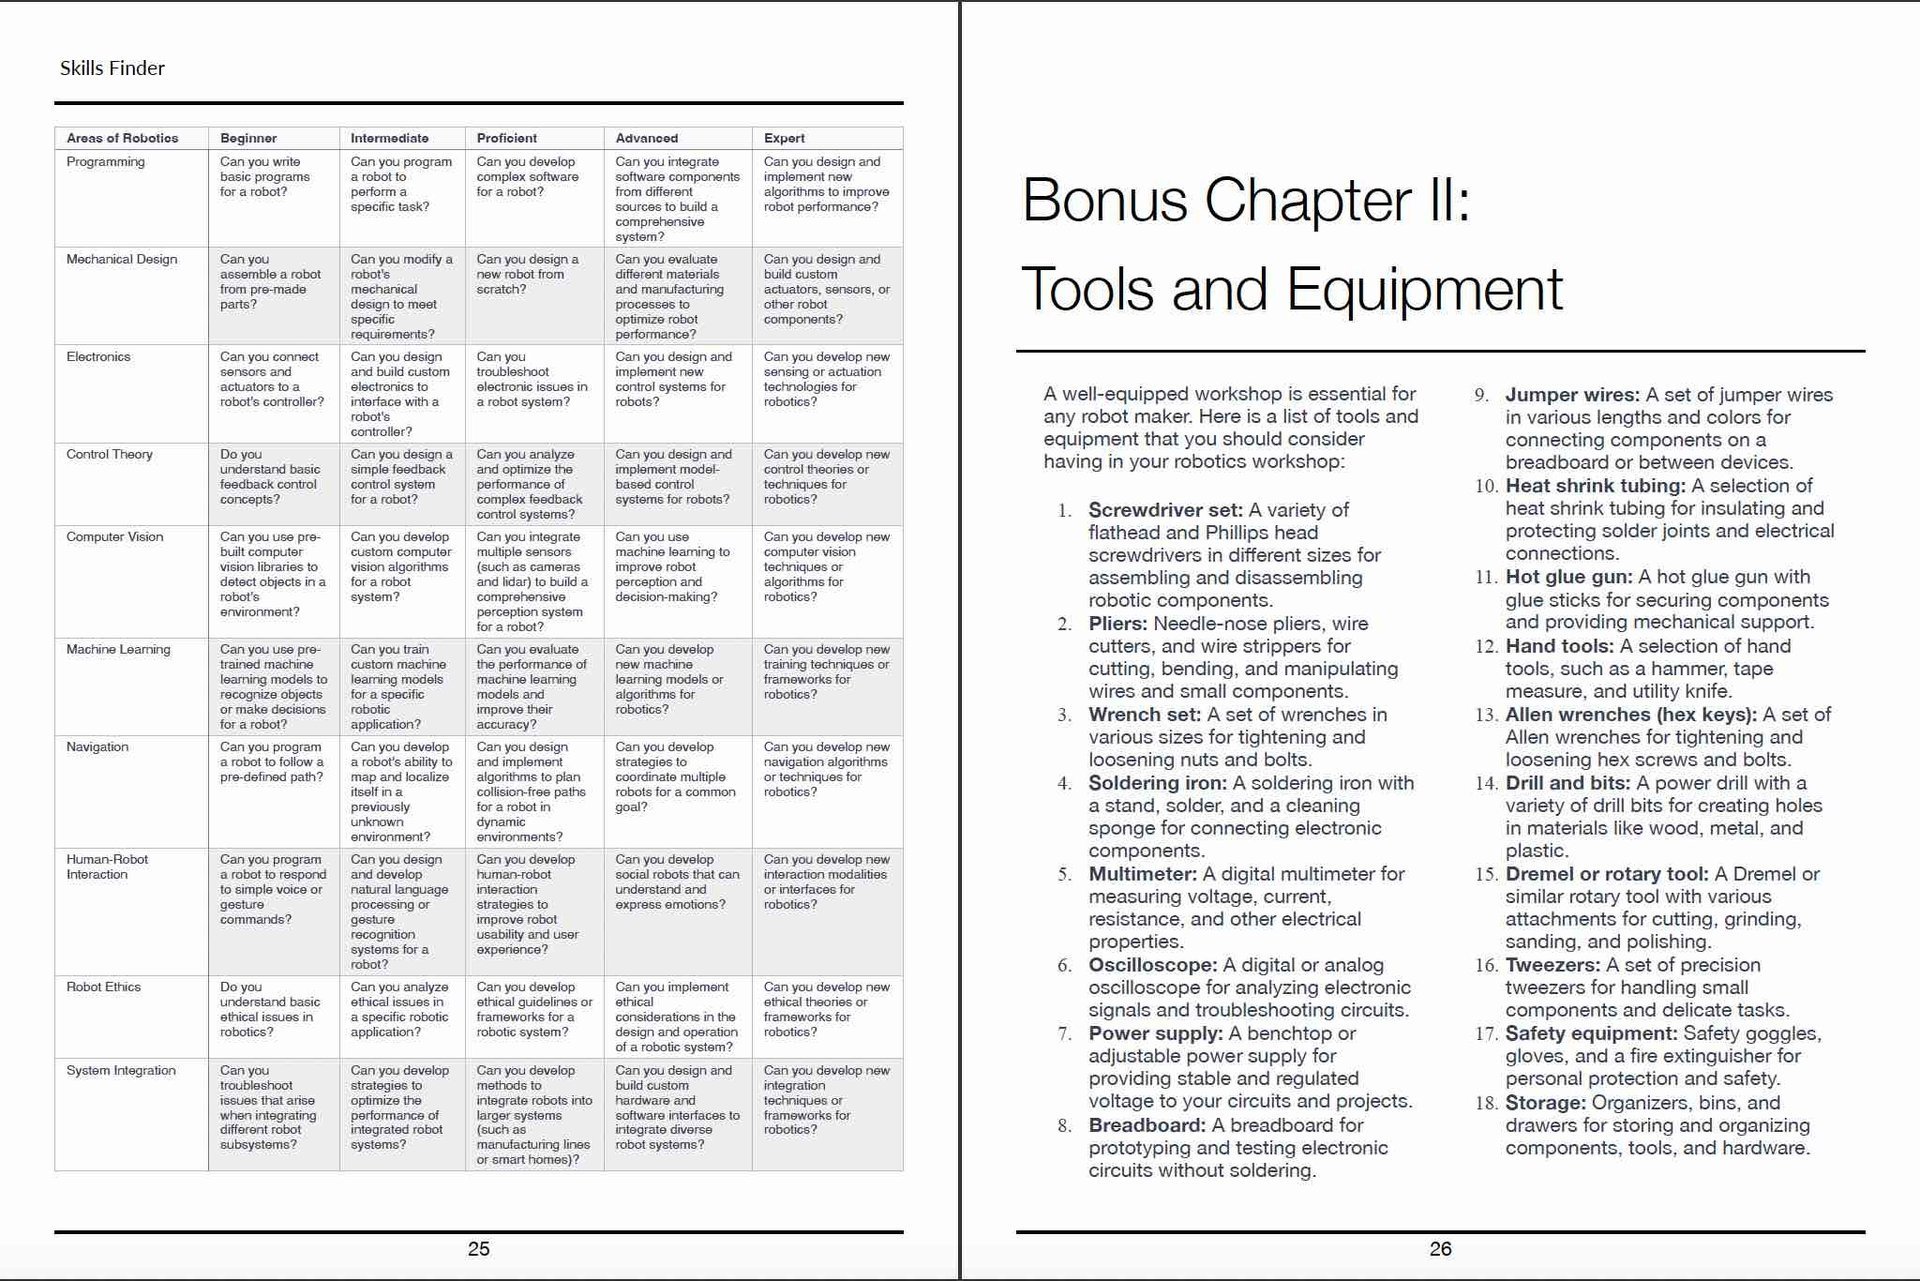 Skills Finder
Areas of Robotics Beginner Intermediate Proficient Advanced Expert
Programming
Can you write
basic programs
for a robot?
Can you program
a robot to
perform a
specific task?
Can you develop
complex software
for a robot?
Can you integrate
software components
from different
sources to build a
comprehensive
system?
Can you design and
implement new
algorithms to improve
robot performance?
Mechanical Design
Can you
assemble a robot
from pre-made
parts?
Can you modify a
robot's
mechanical
design to meet
specific
requirements?
Can you design a
new robot from
scratch?
Can you evaluate
different materials
and manufacturing
processes to
optimize robot
performance?
Can you design and
build custom
actuators, sensors, or
other robot
components?
Electronics
Can you connect
sensors and
actuators to a
robot's controller?
Can you design
and build custom
electronics to
interface with a
robot's
controller?
Can you
troubleshoot
electronic issues in
a robot system?
Can you design and
implement new
control systems for
robots?
Can you develop new
sensing or actuation
technologies for
robotics?
Control Theory
Do you
understand basic
feedback control
concepts?
Can you design a
simple feedback
control system
for a robot?
Can you analyze
and optimize the
performance of
complex feedback
control systems?
Can you design and
implement model-
based control
systems for robots?
Can you develop new
control theories or
techniques for
robotics?
Computer Vision
Can you use pre-
built computer
vision libraries to
detect objects in a
robot's
environment?
Can you develop
custom computer
vision algorithms
for a robot
system?
Can you integrate
multiple sensors
(such as cameras
and lidar) to build a
comprehensive
perception system
for a robot?
Can you use
machine learning to
improve robot
perception and
decision-making?
Can you develop new
computer vision
techniques or
algorithms for
robotics?
Machine Learning
Can you use pre-
trained machine
learning models to
recognize objects
or make decisions
for a robot?
Can you train
custom machine
learning models
for a specific
robotic
application?
Can you evaluate
the performance of
machine learning
models and
improve their
accuracy?
Can you develop
new machine
learning models or
algorithms for
robotics?
Can you develop new
training techniques or
frameworks for
robotics?
Navigation
Can you program
a robot to follow a
pre-defined path?
Can you develop
a robot's ability to
map and localize
itself in a
previously
unknown
environment?
Can you design
and implement
algorithms to plan
collision-free paths
for a robot in
dynamic
environments?
Can you develop
strategies to
coordinate multiple
robots for a common
goal?
Can you develop new
navigation algorithms
or techniques for
robotics?
Human-Robot
Interaction
Can you program
a robot to respond
to simple voice or
gesture
commands?
Can you design
and develop
natural language
processing or
gesture
recognition
systems for a
robot?
Can you develop
human-robot
interaction
strategies to
improve robot
usability and user
experience?
Can you develop
social robots that can
understand and
express emotions?
Can you develop new
interaction modalities
or interfaces for
robotics?
Robot Ethics
Do you
understand basic
ethical issues in
robotics?
Can you analyze
ethical issues in
a specific robotic
application?
Can you develop
ethical guidelines or
frameworks for a
robotic system?
Can you implement
ethical
considerations in the
design and operation
of a robotic system?
Can you develop new
ethical theories or
frameworks for
robotics?
System Integration
Can you
troubleshoot
issues that arise
when integrating
different robot
subsystems?
Can you develop
strategies to
optimize the
performance of
integrated robot
systems?
Can you develop
methods to
integrate robots into
larger systems
(such as
manufacturing lines
or smart homes)?
Can you design and
build custom
hardware and
software interfaces to
integrate diverse
robot systems?
Can you develop new
integration
techniques or
frameworks for
robotics?
25
Bonus Chapter II:
Tools and Equipment
A well-equipped workshop is essential for
any robot maker. Here is a list of tools and
equipment that you should consider
having in your robotics workshop:
1. Screwdriver set: A variety of
flathead and Phillips head
screwdrivers in different sizes for
assembling and disassembling
robotic components.
2. Pliers: Needle-nose pliers, wire
cutters, and wire strippers for
cutting, bending, and manipulating
wires and small components.
3. Wrench set: A set of wrenches in
various sizes for tightening and
loosening nuts and bolts.
4. Soldering iron: A soldering iron with
a stand, solder, and a cleaning
sponge for connecting electronic
components.
5. Multimeter: A digital multimeter for
measuring voltage, current,
resistance, and other electrical
properties.
6. Oscilloscope: A digital or analog
oscilloscope for analyzing electronic
signals and troubleshooting circuits.
7. Power supply: A benchtop or
adjustable power supply for
providing stable and regulated
voltage to your circuits and projects.
8. Breadboard: A breadboard for
prototyping and testing electronic
circuits without soldering.
9. Jumper wires: A set of jumper wires
in various lengths and colors for
connecting components on a
breadboard or between devices.
10. Heat shrink tubing: A selection of
heat shrink tubing for insulating and
protecting solder joints and electrical
connections.
11. Hot glue gun: A hot glue gun with
glue sticks for securing components
and providing mechanical support.
12. Hand tools: A selection of hand
tools, such as a hammer, tape
measure, and utility knife.
13. Allen wrenches (hex keys): A set of
Allen wrenches for tightening and
loosening hex screws and bolts.
14. Drill and bits: A power drill with a
variety of drill bits for creating holes
in materials like wood, metal, and
plastic.
15. Dremel or rotary tool: A Dremel or
similar rotary tool with various
attachments for cutting, grinding,
sanding, and polishing.
16. Tweezers: A set of precision
tweezers for handling small
components and delicate tasks.
17. Safety equipment: Safety goggles,
gloves, and a fire extinguisher for
personal protection and safety.
18. Storage: Organizers, bins, and
drawers for storing and organizing
components, tools, and hardware.
26